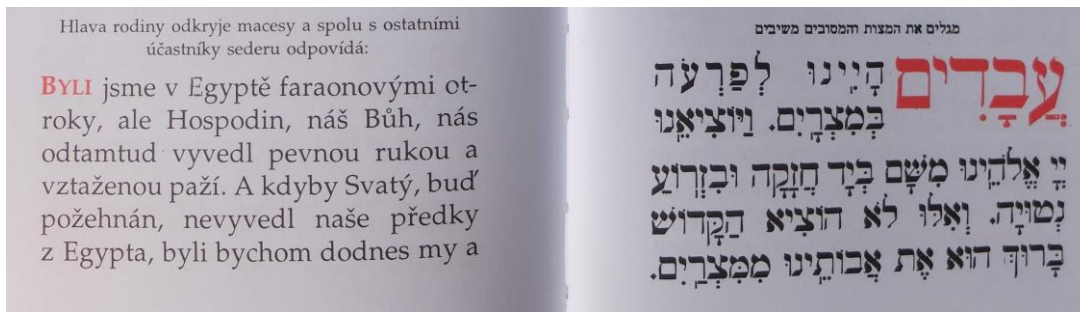 Hlava rodiny odkryje macesy a spolu s ostatními
účastníky sederu odpovídá:
BYLI jsme v Egyptě faraonovými ot-
roky, ale Hospodin, náš Bůh, nás
odtamtud vyvedl pevnou rukou a
vztaženou paží. A kdyby Svatý, buď
požehnán, nevyvedl naše předky
z Egypta, byli bychom dodnes my a
מגלים את המצות והמסובים משיבים
עֲבָדִים הָיִינוּ לְפַרְעֹה
בְּמִצְרָיִם. וַיּוֹצִיאֵנוּ
יְיָ אֱלֹהֵינוּ מִשָּׁם בְּיָד חֲזָקָה וּבִזְרוֹעַ
נְטוּיָה. וְאִלּוּ לֹא הוֹצִיא הַקָּדוֹשׁ
בָּרוּךְ הוּא אֶת אֲבוֹתֵינוּ מִמִּצְרַיִם.